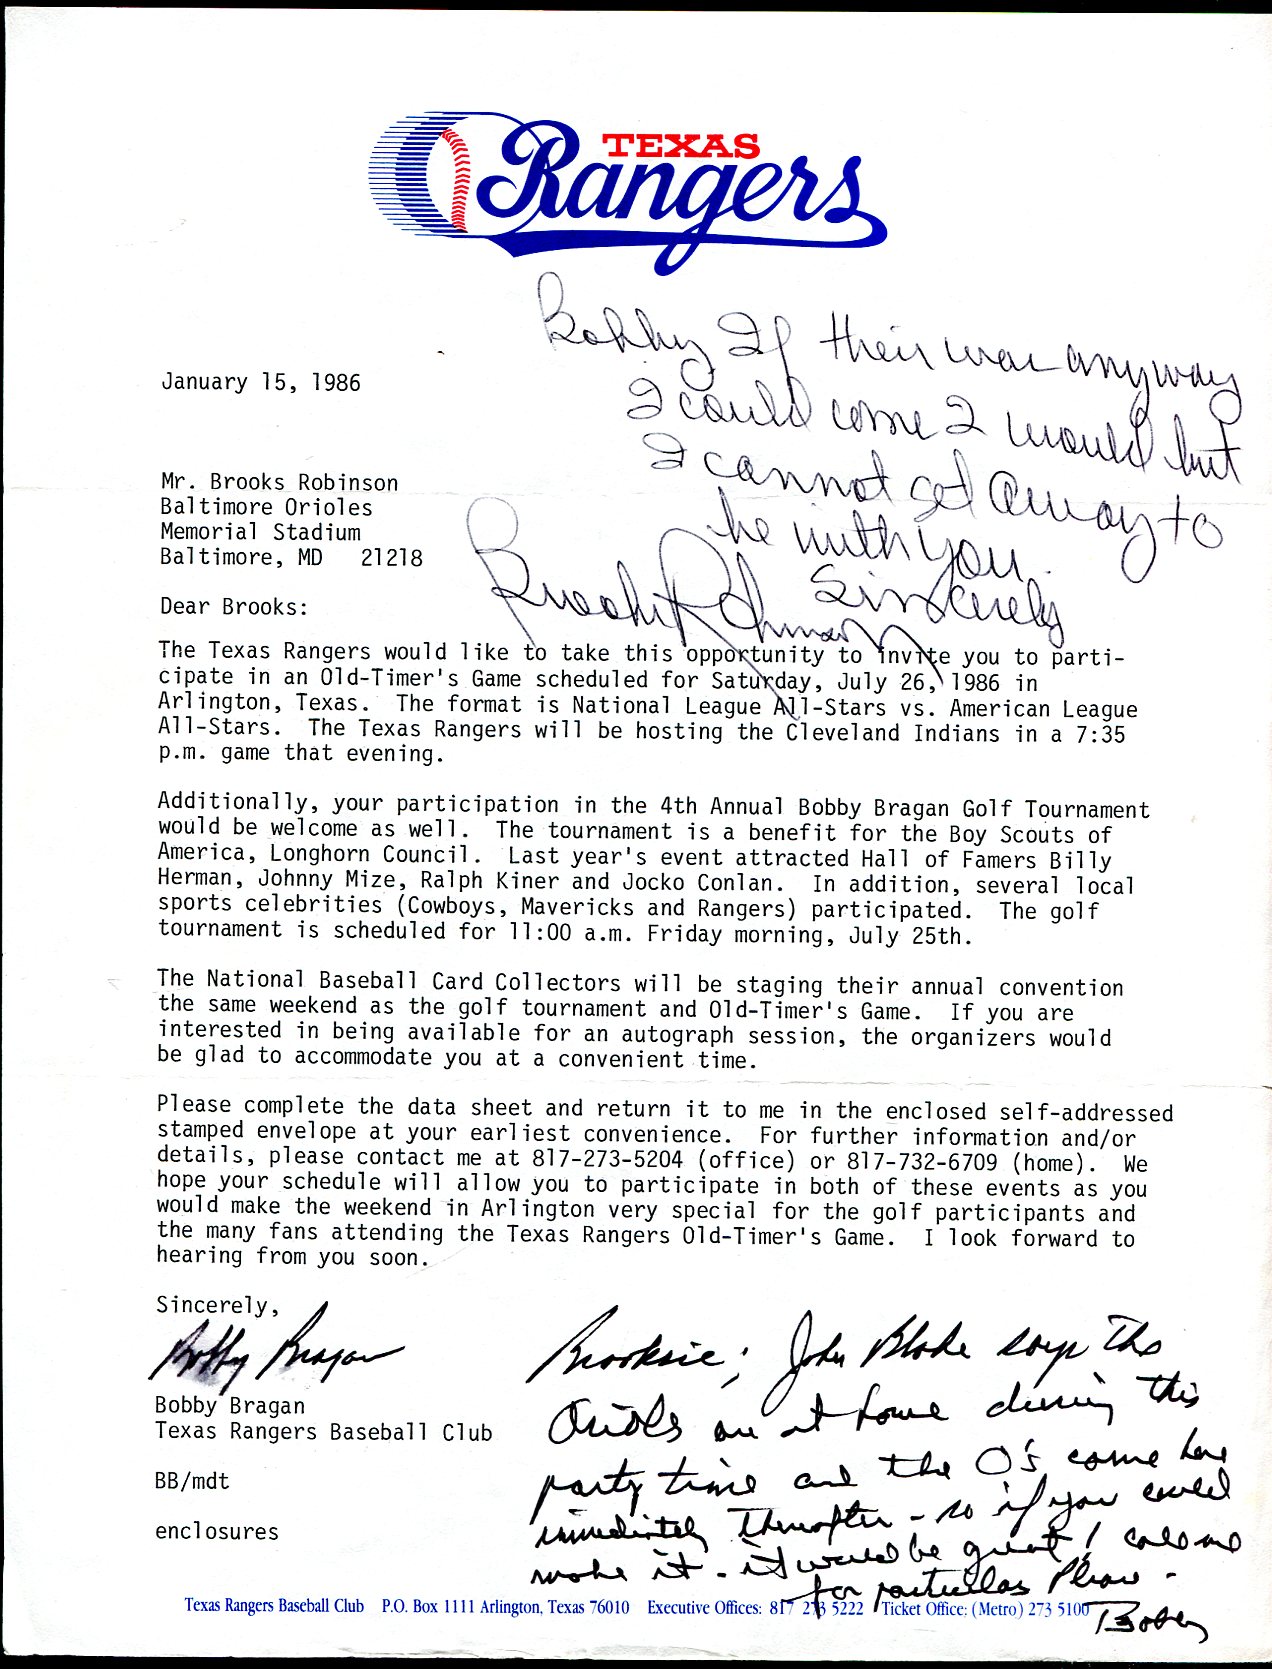 TEXAS
Rangers
Bobby If their was anyway
I could come I would but
I cannot get away to
be with you.
Sincerely
Brooks Robinson
January 15, 1986
Mr. Brooks Robinson
Baltimore Orioles
Memorial Stadium
Baltimore, MD 21218
Dear Brooks:
The Texas Rangers would like to take this opportunity to invite you to parti-
cipate in an Old-Timer's Game scheduled for Saturday, July 26, 1986 in
Arlington, Texas. The format is National League All-Stars vs. American League
All-Stars. The Texas Rangers will be hosting the Cleveland Indians in a 7:35
p.m. game that evening.
Additionally, your participation in the 4th Annual Bobby Bragan Golf Tournament
would be welcome as well. The tournament is a benefit for the Boy Scouts of
America, Longhorn Council. Last year's event attracted Hall of Famers Billy
Herman, Johnny Mize, Ralph Kiner and Jocko Conlan. In addition, several local
sports celebrities (Cowboys, Mavericks and Rangers) participated. The golf
tournament is scheduled for 11:00 a.m. Friday morning, July 25th.
The National Baseball Card Collectors will be staging their annual convention
the same weekend as the golf tournament and Old-Timer's Game. If you are
interested in being available for an autograph session, the organizers would
be glad to accommodate you at a convenient time.
Please complete the data sheet and return it to me in the enclosed self-addressed
stamped envelope at your earliest convenience. For further information and/or
details, please contact me at 817-273-5204 (office) or 817-732-6709 (home). We
hope your schedule will allow you to participate in both of these events as you
would make the weekend in Arlington very special for the golf participants and
the many fans attending the Texas Rangers Old-Timer's Game. I look forward to
hearing from you soon.
Sincerely,
Bobby Bragan
Bobby Bragan
Texas Rangers Baseball Club
BB/mdt
enclosures
Brooksie; John Blake says The
Orioles are at home during this
party time and the O's come here
immediately thereafter - so if you could
make it - it would be great! call me
for particulars Please -
Bobby
Texas Rangers Baseball Club P.O. Box 1111 Arlington, Texas 76010 Executive Offices: 817 273 5222 Ticket Office: (Metro) 273 5100